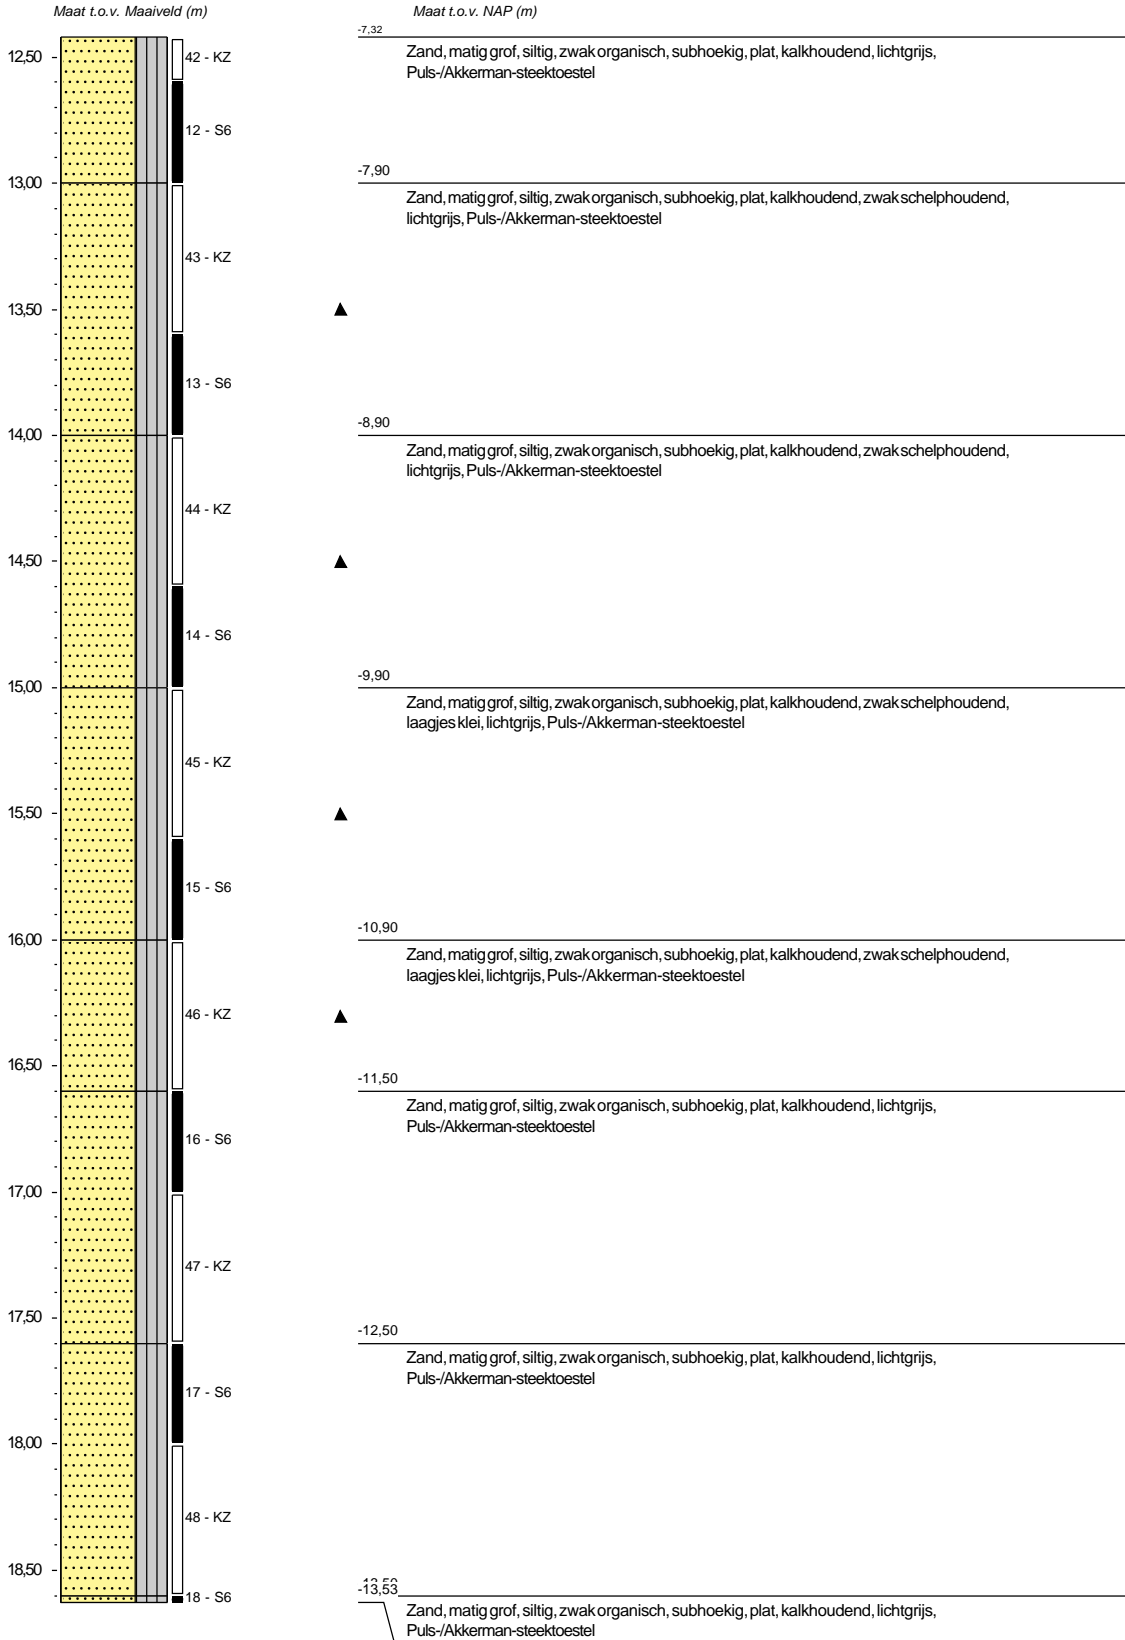 Maat t.o.v. Maaiveld (m)
Maat t.o.v. NAP (m)
-7,32
12,50
42 - KZ
Zand, matig grof, siltig, zwak organisch, subhoekig, plat, kalkhoudend, lichtgrijs,
Puls-/Akkerman-steektoestel
12 - S6
-7,90
13,00
Zand, matig grof, siltig, zwak organisch, subhoekig, plat, kalkhoudend, zwak schelphoudend,
lichtgrijs, Puls-/Akkerman-steektoestel
43 - KZ
13,50
13 - S6
-8,90
14,00
Zand, matig grof, siltig, zwak organisch, subhoekig, plat, kalkhoudend, zwak schelphoudend,
lichtgrijs, Puls-/Akkerman-steektoestel
44 - KZ
14,50
14 - S6
-9,90
15,00
Zand, matig grof, siltig, zwak organisch, subhoekig, plat, kalkhoudend, zwak schelphoudend,
laagjes klei, lichtgrijs, Puls-/Akkerman-steektoestel
45 - KZ
15,50
15 - S6
-10,90
16,00
Zand, matig grof, siltig, zwak organisch, subhoekig, plat, kalkhoudend, zwak schelphoudend,
laagjes klei, lichtgrijs, Puls-/Akkerman-steektoestel
46 - KZ
16,50
-11,50
Zand, matig grof, siltig, zwak organisch, subhoekig, plat, kalkhoudend, lichtgrijs,
Puls-/Akkerman-steektoestel
16 - S6
17,00
47 - KZ
17,50
-12,50
Zand, matig grof, siltig, zwak organisch, subhoekig, plat, kalkhoudend, lichtgrijs,
Puls-/Akkerman-steektoestel
17 - S6
18,00
48 - KZ
18,50
-13,53
18 - S6
Zand, matig grof, siltig, zwak organisch, subhoekig, plat, kalkhoudend, lichtgrijs,
Puls-/Akkerman-steektoestel